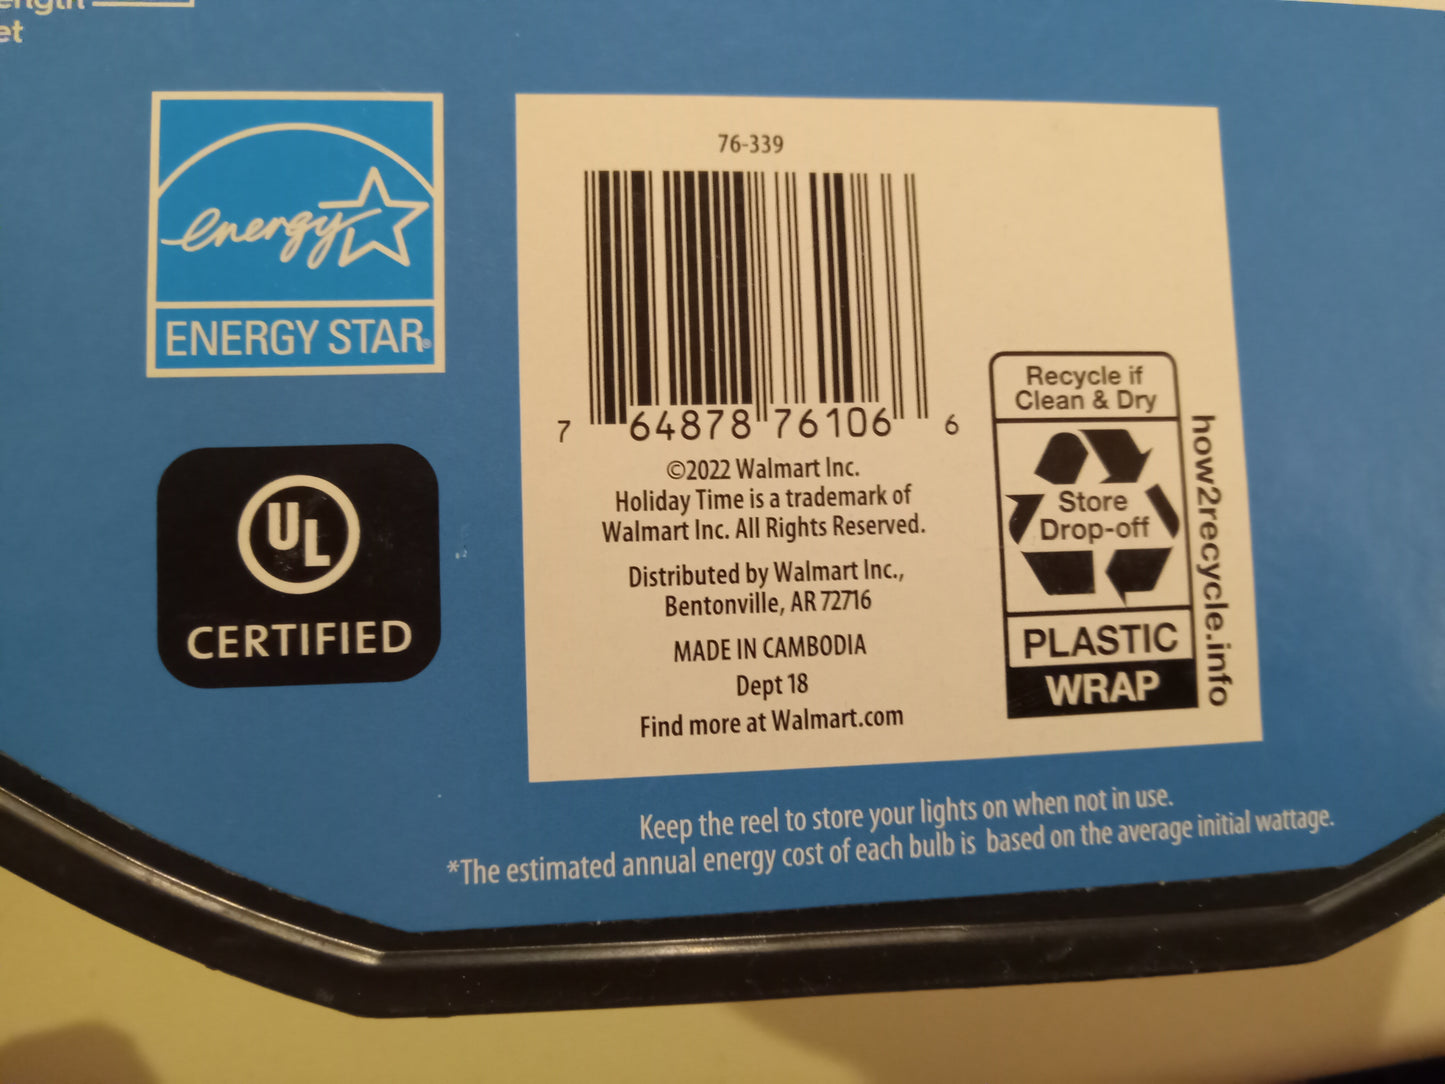 et
energy
ENERGY STAR®
UL
CERTIFIED
76-339
7 64878 76106 6
©2022 Walmart Inc.
Holiday Time is a trademark of
Walmart Inc. All Rights Reserved.
Distributed by Walmart Inc.,
Bentonville, AR 72716
MADE IN CAMBODIA
Dept 18
Find more at Walmart.com
Recycle if
Clean & Dry
Store
Drop-off
PLASTIC
WRAP
how2recycle.info
Keep the reel to store your lights on when not in use.
*The estimated annual energy cost of each bulb is based on the average initial wattage.